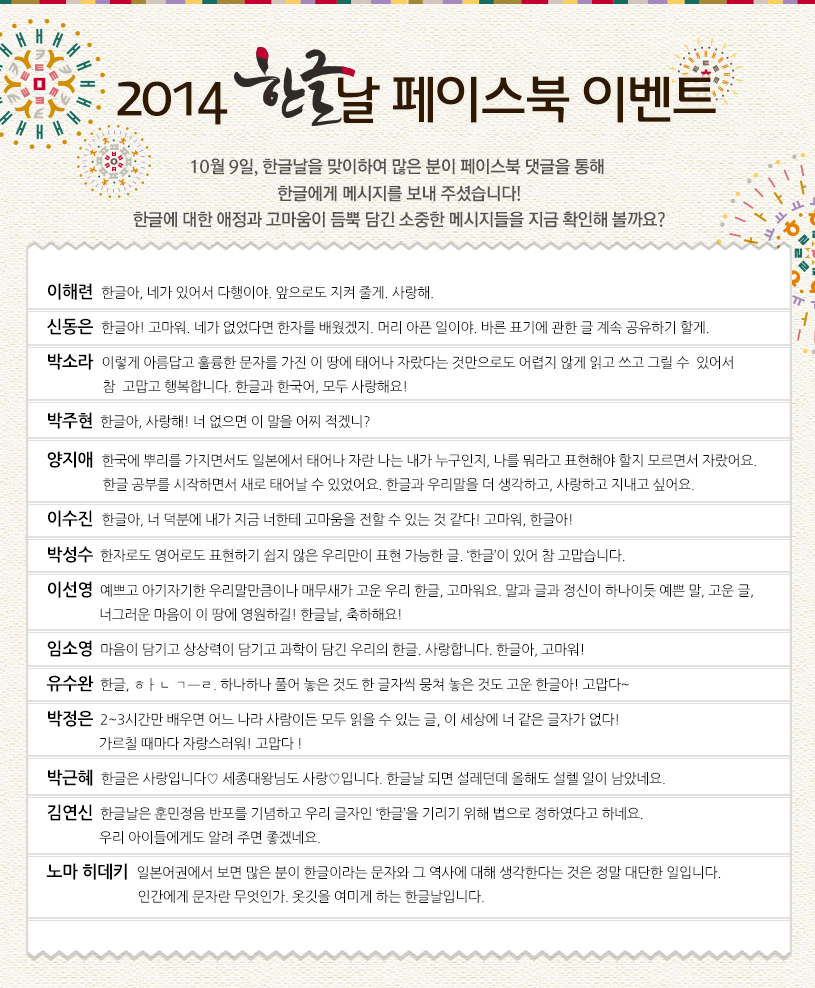 2014 한글날 페이스북 이벤트
10월 9일, 한글날을 맞이하여 많은 분이 페이스북 댓글을 통해
한글에게 메시지를 보내 주셨습니다!
한글에 대한 애정과 고마움이 듬뿍 담긴 소중한 메시지들을 지금 확인해 볼까요?
이해련 한글아, 네가 있어서 다행이야. 앞으로도 지켜 줄게. 사랑해.
신동은 한글아! 고마워. 네가 없었다면 한자를 배웠겠지. 머리 아픈 일이야. 바른 표기에 관한 글 계속 공유하기 할게.
박소라 이렇게 아름답고 훌륭한 문자를 가진 이 땅에 태어나 자랐다는 것만으로도 어렵지 않게 읽고 쓰고 그릴 수 있어서
참 고맙고 행복합니다. 한글과 한국어, 모두 사랑해요!
박주현 한글아, 사랑해! 너 없으면 이 말을 어찌 적겠니?
양지애 한국에 뿌리를 가지면서도 일본에서 태어나 자란 나는 내가 누구인지, 나를 뭐라고 표현해야 할지 모르면서 자랐어요.
한글 공부를 시작하면서 새로 태어날 수 있었어요. 한글과 우리말을 더 생각하고, 사랑하고 지내고 싶어요.
이수진 한글아, 너 덕분에 내가 지금 너한테 고마움을 전할 수 있는 것 같다! 고마워, 한글아!
박성수 한자로도 영어로도 표현하기 쉽지 않은 우리만이 표현 가능한 글. ‘한글’이 있어 참 고맙습니다.
이선영 예쁘고 아기자기한 우리말만큼이나 매무새가 고운 우리 한글, 고마워요. 말과 글과 정신이 하나이듯 예쁜 말, 고운 글,
너그러운 마음이 이 땅에 영원하길! 한글날, 축하해요!
임소영 마음이 담기고 상상력이 담기고 과학이 담긴 우리의 한글. 사랑합니다. 한글아, 고마워!
유수완 한글, ㅎㅏㄴ ㄱㅡㄹ. 하나하나 풀어 놓은 것도 한 글자씩 뭉쳐 놓은 것도 고운 한글아! 고맙다~
박정은 2~3시간만 배우면 어느 나라 사람이든 모두 읽을 수 있는 글, 이 세상에 너 같은 글자가 없다!
가르칠 때마다 자랑스러워! 고맙다 !
박근혜 한글은 사랑입니다♡ 세종대왕님도 사랑♡입니다. 한글날 되면 설레던데 올해도 설렐 일이 남았네요.
김연신 한글날은 훈민정음 반포를 기념하고 우리 글자인 ‘한글’을 기리기 위해 법으로 정하였다고 하네요.
우리 아이들에게도 알려 주면 좋겠네요.
노마 히데키 일본어권에서 보면 많은 분이 한글이라는 문자와 그 역사에 대해 생각한다는 것은 정말 대단한 일입니다.
인간에게 문자란 무엇인가. 옷깃을 여미게 하는 한글날입니다.